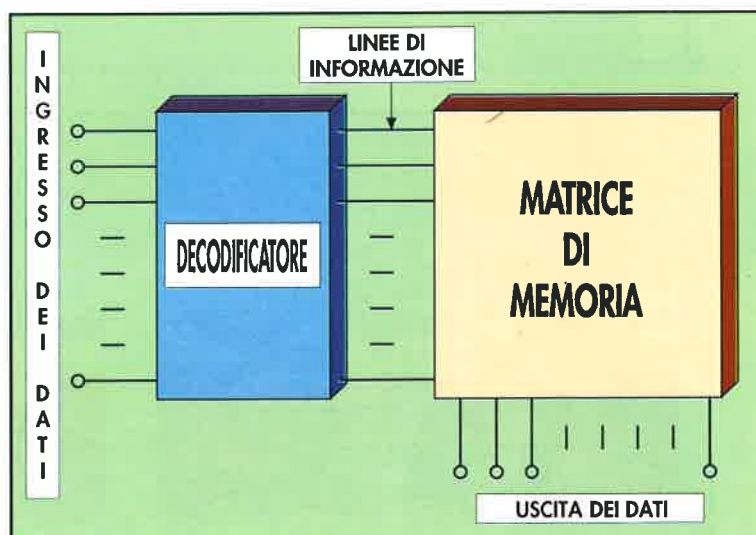 INGRESSO DEI DATI
LINEE DI
INFORMAZIONE
DECODIFICATORE
MATRICE
DI
MEMORIA
USCITA DEI DATI